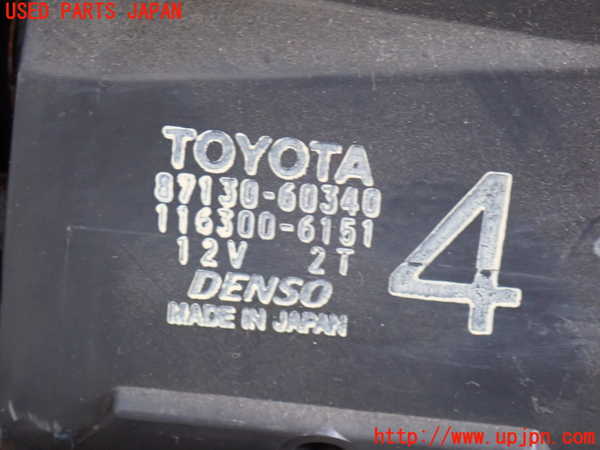 USED PARTS JAPAN
TOYOTA
87130-60340
116300-6151
12V 2T
DENSO
MADE IN JAPAN
4
http://www.upjpn.com/